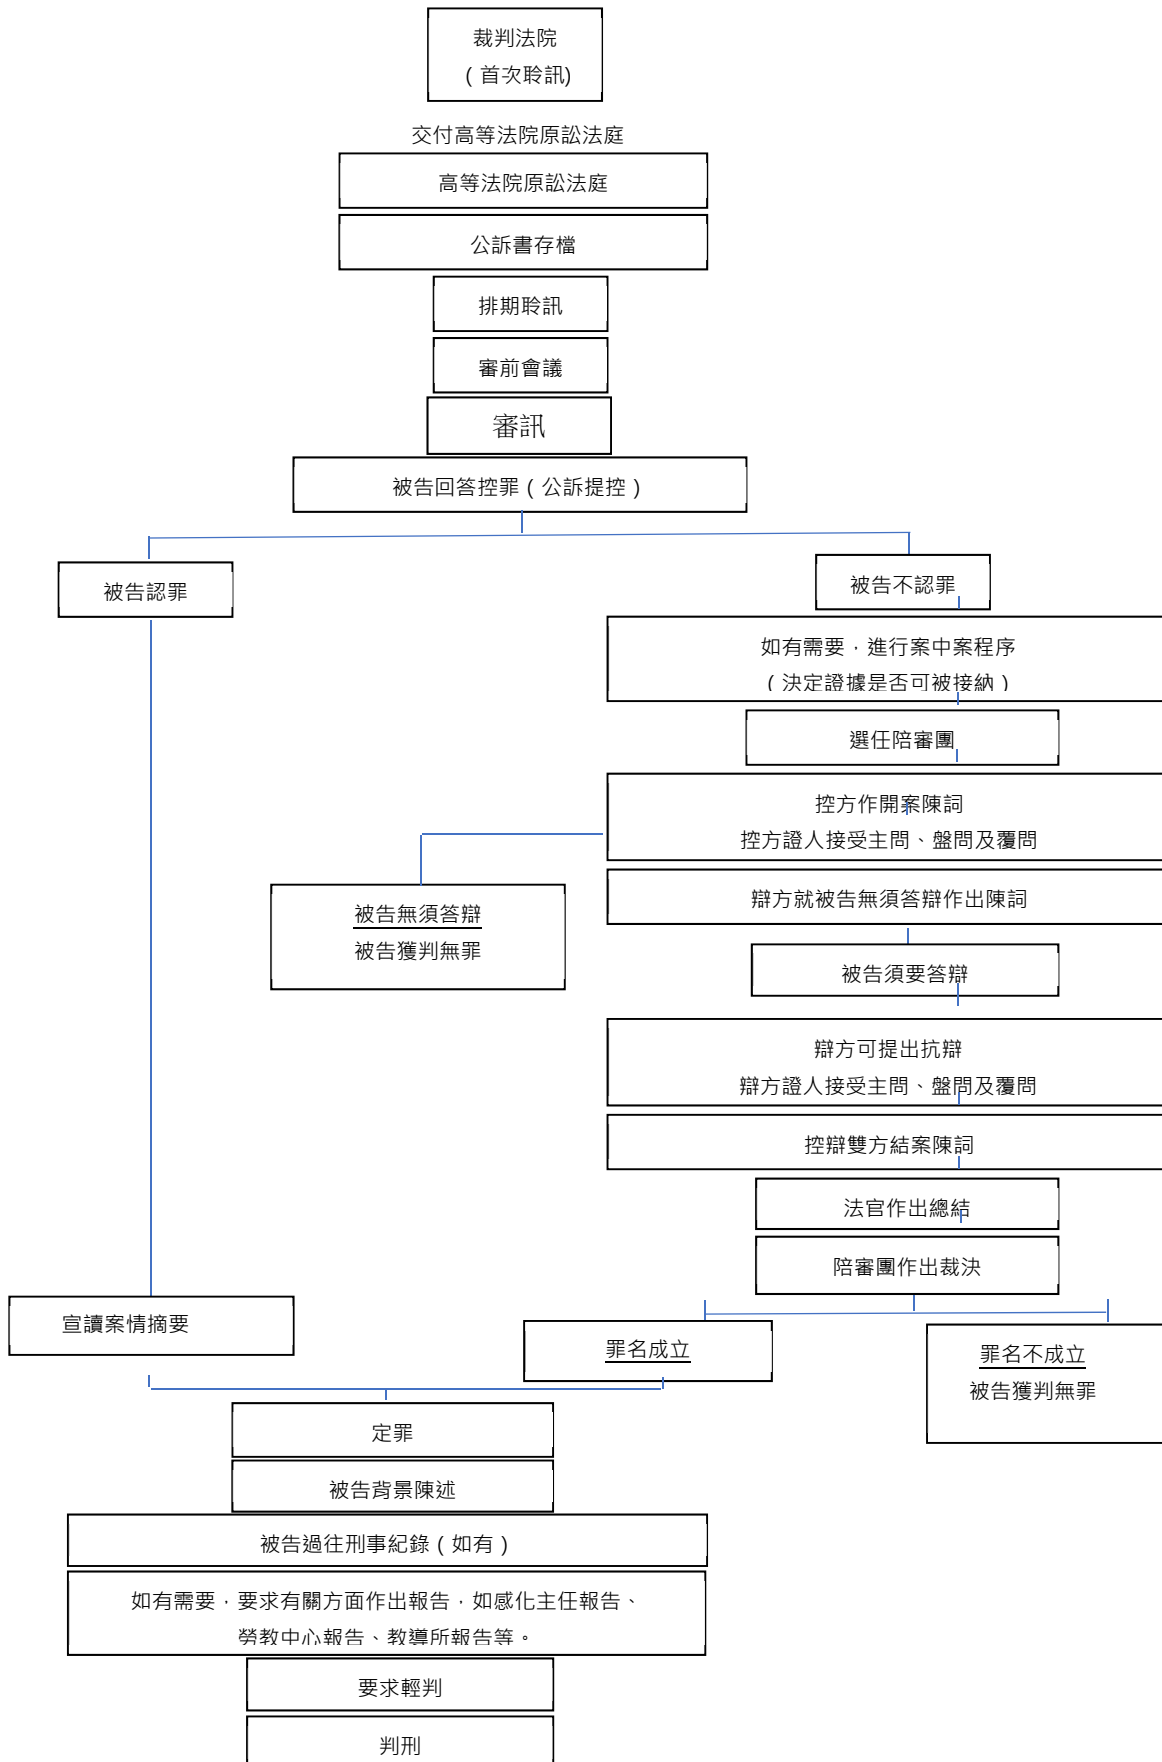 裁判法院
(首次聆訊)
交付高等法院原訟法庭
高等法院原訟法庭
公訴書存檔
排期聆訊
審前會議
審訊
被告回答控罪(公訴提控)
被告認罪
被告不認罪
如有需要，進行案中案程序
(決定證據是否可被接納)
選任陪審團
控方作開案陳詞
控方證人接受主問、盤問及覆問
辯方就被告無須答辯作出陳詞
被告無須答辯
被告獲判無罪
被告須要答辯
辯方可提出抗辯
辯方證人接受主問、盤問及覆問
控辯雙方結案陳詞
法官作出總結
陪審團作出裁決
宣讀案情摘要
罪名成立
罪名不成立
被告獲判無罪
定罪
被告背景陳述
被告過往刑事紀錄(如有)
如有需要，要求有關方面作出報告，如感化主任報告、
勞教中心報告、教導所報告等。
要求輕判
判刑